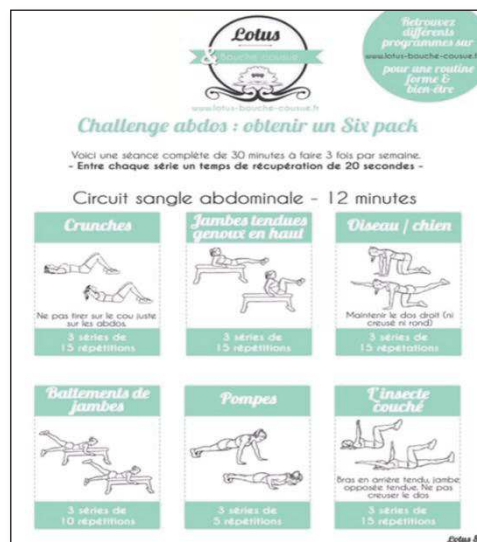 Lotus
& bouche cousue
www.lotus-bouche-cousue.fr
Retrouvez
différents
programmes sur
www.lotus-bouche-cousue.fr
pour une routine
forme &
bien-être
Challenge abdos : obtenir un Six pack
Voici une séance complète de 30 minutes à faire 3 fois par semaine.
- Entre chaque série un temps de récupération de 20 secondes -
Circuit sangle abdominale - 12 minutes
Crunches
Ne pas tirer sur le cou juste
sur les abdos.
3 séries de
15 répétitions
Jambes tendues
genoux en haut
3 séries de
15 répétitions
Oiseau / chien
Maintenir le dos droit (ni
creusé ni rond)
3 séries de
15 répétations
Battements de
jambes
3 séries de
10 répétitions
Pompes
3 séries de
5 répétitions
L'insecte
couché
Bras en arrière tendu, jambe
opposée tendue. Ne pas
creuser le dos
3 séries de
15 répétitions
Lotus &